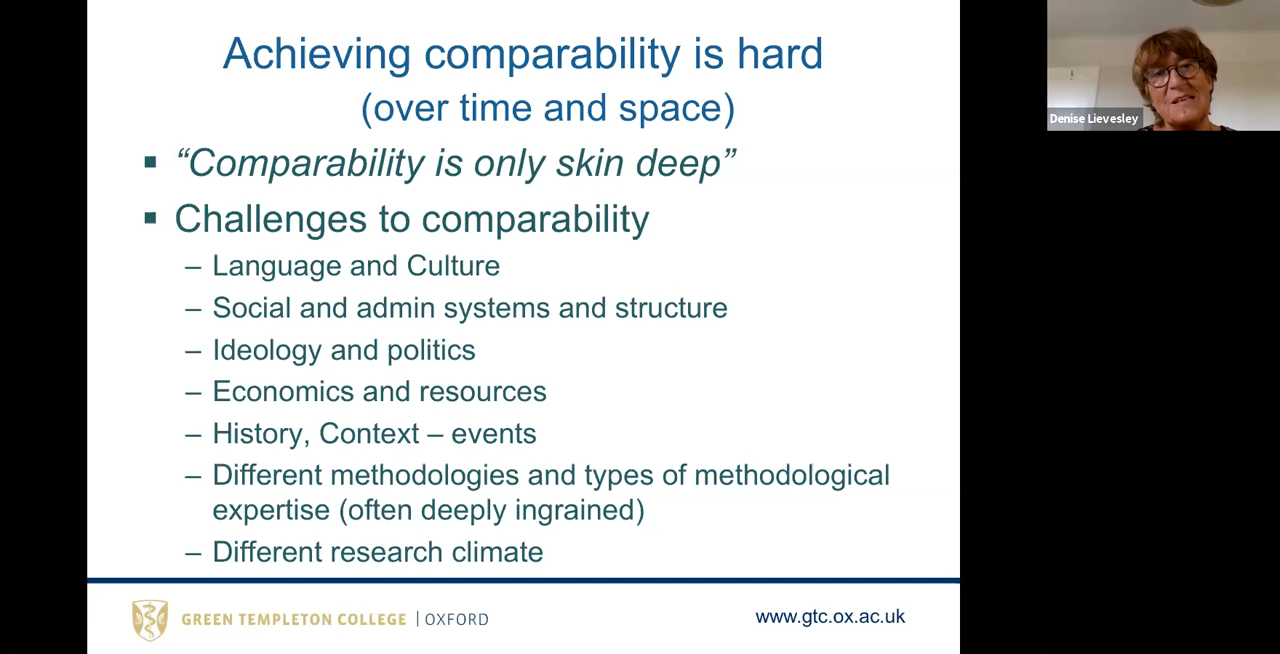 Achieving comparability is hard
(over time and space)
▪ “Comparability is only skin deep”
▪ Challenges to comparability
– Language and Culture
– Social and admin systems and structure
– Ideology and politics
– Economics and resources
– History, Context – events
– Different methodologies and types of methodological
expertise (often deeply ingrained)
– Different research climate
GREEN TEMPLETON COLLEGE | OXFORD
www.gtc.ox.ac.uk
Denise Lievesley